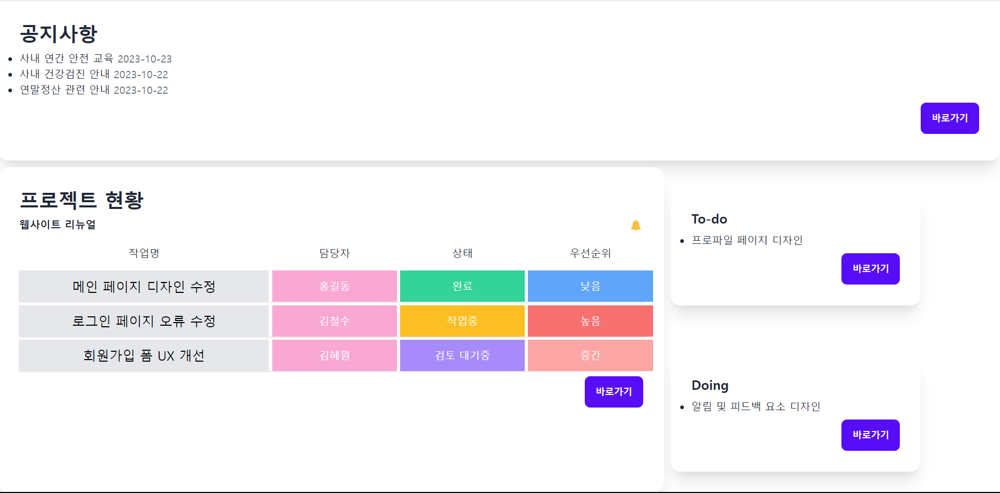 공지사항
사내 연간 안전 교육 2023-10-23
사내 건강검진 안내 2023-10-22
연말정산 관련 안내 2023-10-22
바로가기
프로젝트 현황
웹사이트 리뉴얼
작업명 담당자 상태 우선순위
메인 페이지 디자인 수정 홍길동 완료 낮음
로그인 페이지 오류 수정 김철수 작업중 높음
회원가입 폼 UX 개선 김혜원 검토 대기중 중간
바로가기
To-do
프로파일 페이지 디자인
바로가기
Doing
알림 및 피드백 요소 디자인
바로가기